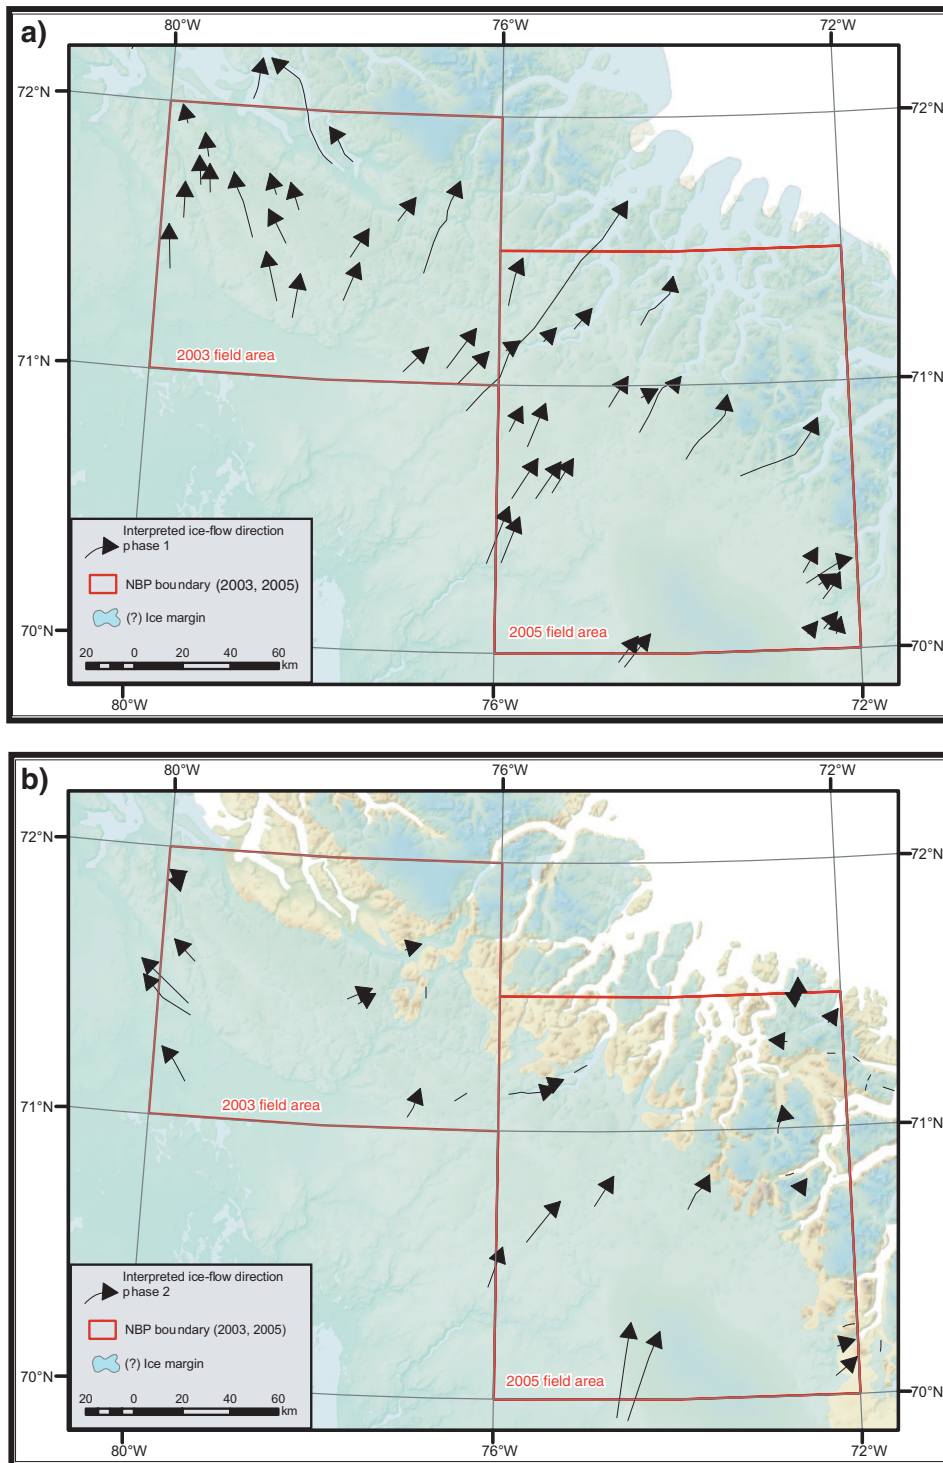 a)
80°W 76°W 72°W
72°N 72°N
2003 field area
71°N 71°N
Interpreted ice-flow direction
phase 1
NBP boundary (2003, 2005)
(?) Ice margin
20 0 20 40 60
km
2005 field area
70°N 70°N
80°W 76°W 72°W
b)
80°W 76°W 72°W
72°N 72°N
2003 field area
71°N 71°N
Interpreted ice-flow direction
phase 2
NBP boundary (2003, 2005)
(?) Ice margin
20 0 20 40 60
km
2005 field area
70°N 70°N
80°W 76°W 72°W